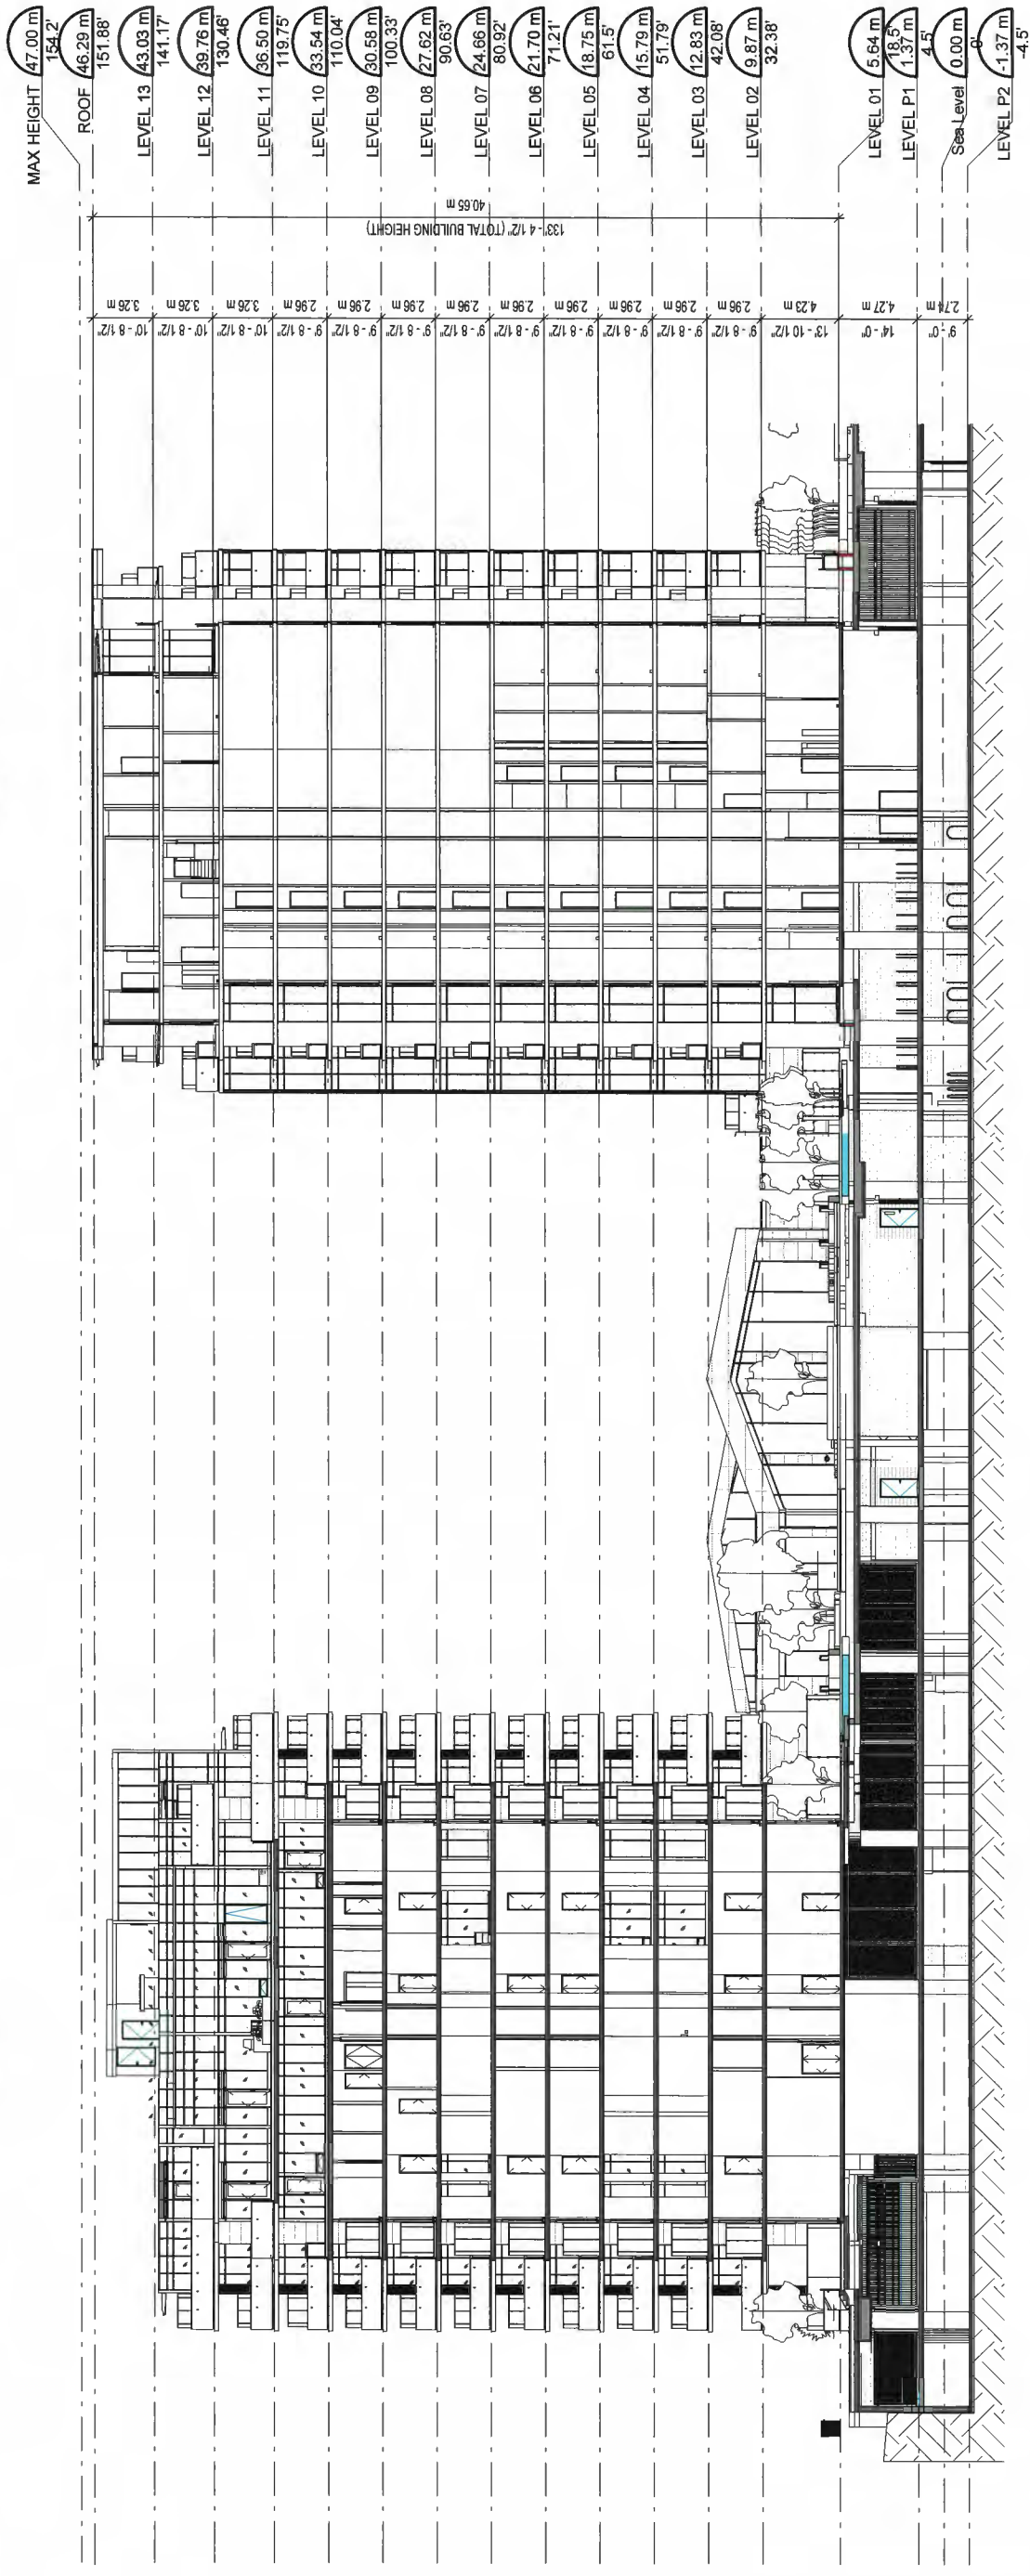 MAX HEIGHT
47.00 m
154.2'
ROOF
46.29 m
151.88'
LEVEL 13
43.03 m
141.17'
LEVEL 12
39.76 m
130.46'
LEVEL 11
36.50 m
119.75'
LEVEL 10
33.54 m
110.04'
LEVEL 09
30.58 m
100.33'
LEVEL 08
27.62 m
90.63'
LEVEL 07
24.66 m
80.92'
LEVEL 06
21.70 m
71.21'
LEVEL 05
18.75 m
61.5'
LEVEL 04
15.79 m
51.79'
LEVEL 03
12.83 m
42.08'
LEVEL 02
9.87 m
32.38'
LEVEL 01
5.64 m
18.5'
LEVEL P1
1.37 m
4.5'
Sea Level
0.00 m
0'
LEVEL P2
-1.37 m
-4.5'
133' - 4 1/2" (TOTAL BUILDING HEIGHT)
40.65 m
10' - 8 1/2"
3.26 m
10' - 8 1/2"
3.26 m
10' - 8 1/2"
3.26 m
9' - 8 1/2"
2.96 m
9' - 8 1/2"
2.96 m
9' - 8 1/2"
2.96 m
9' - 8 1/2"
2.96 m
9' - 8 1/2"
2.96 m
9' - 8 1/2"
2.96 m
9' - 8 1/2"
2.96 m
9' - 8 1/2"
2.96 m
9' - 8 1/2"
2.96 m
13' - 10 1/2"
4.23 m
14' - 0"
4.27 m
9' - 0"
2.74 m